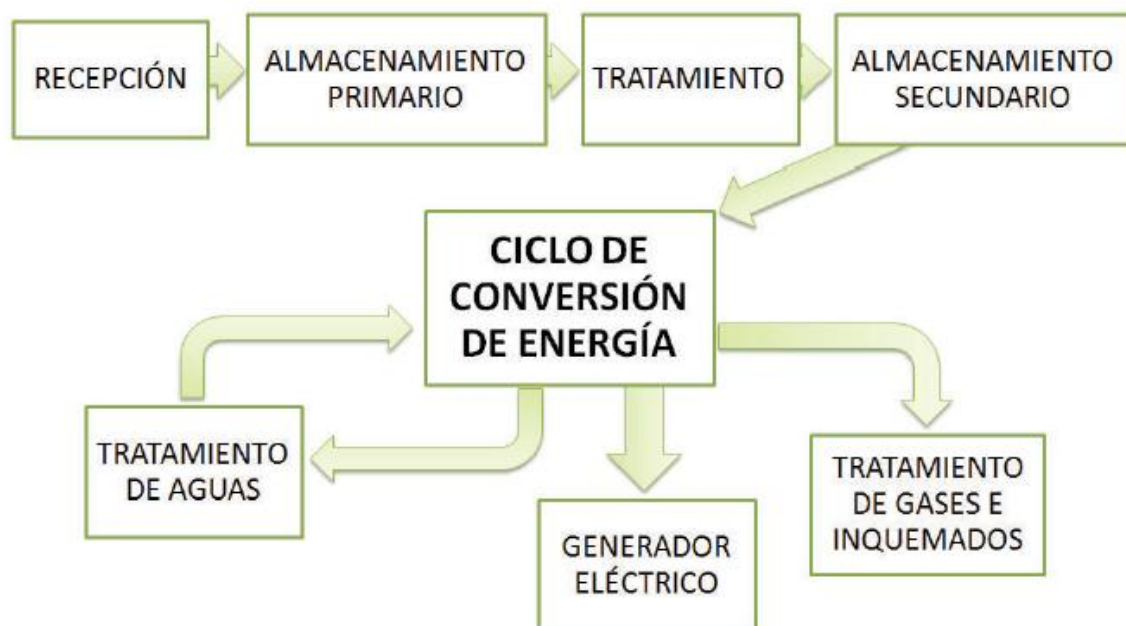 RECEPCIÓN
ALMACENAMIENTO
PRIMARIO
TRATAMIENTO
ALMACENAMIENTO
SECUNDARIO
CICLO DE
CONVERSIÓN
DE ENERGÍA
TRATAMIENTO
DE AGUAS
GENERADOR
ELÉCTRICO
TRATAMIENTO
DE GASES E
INQUEMADOS